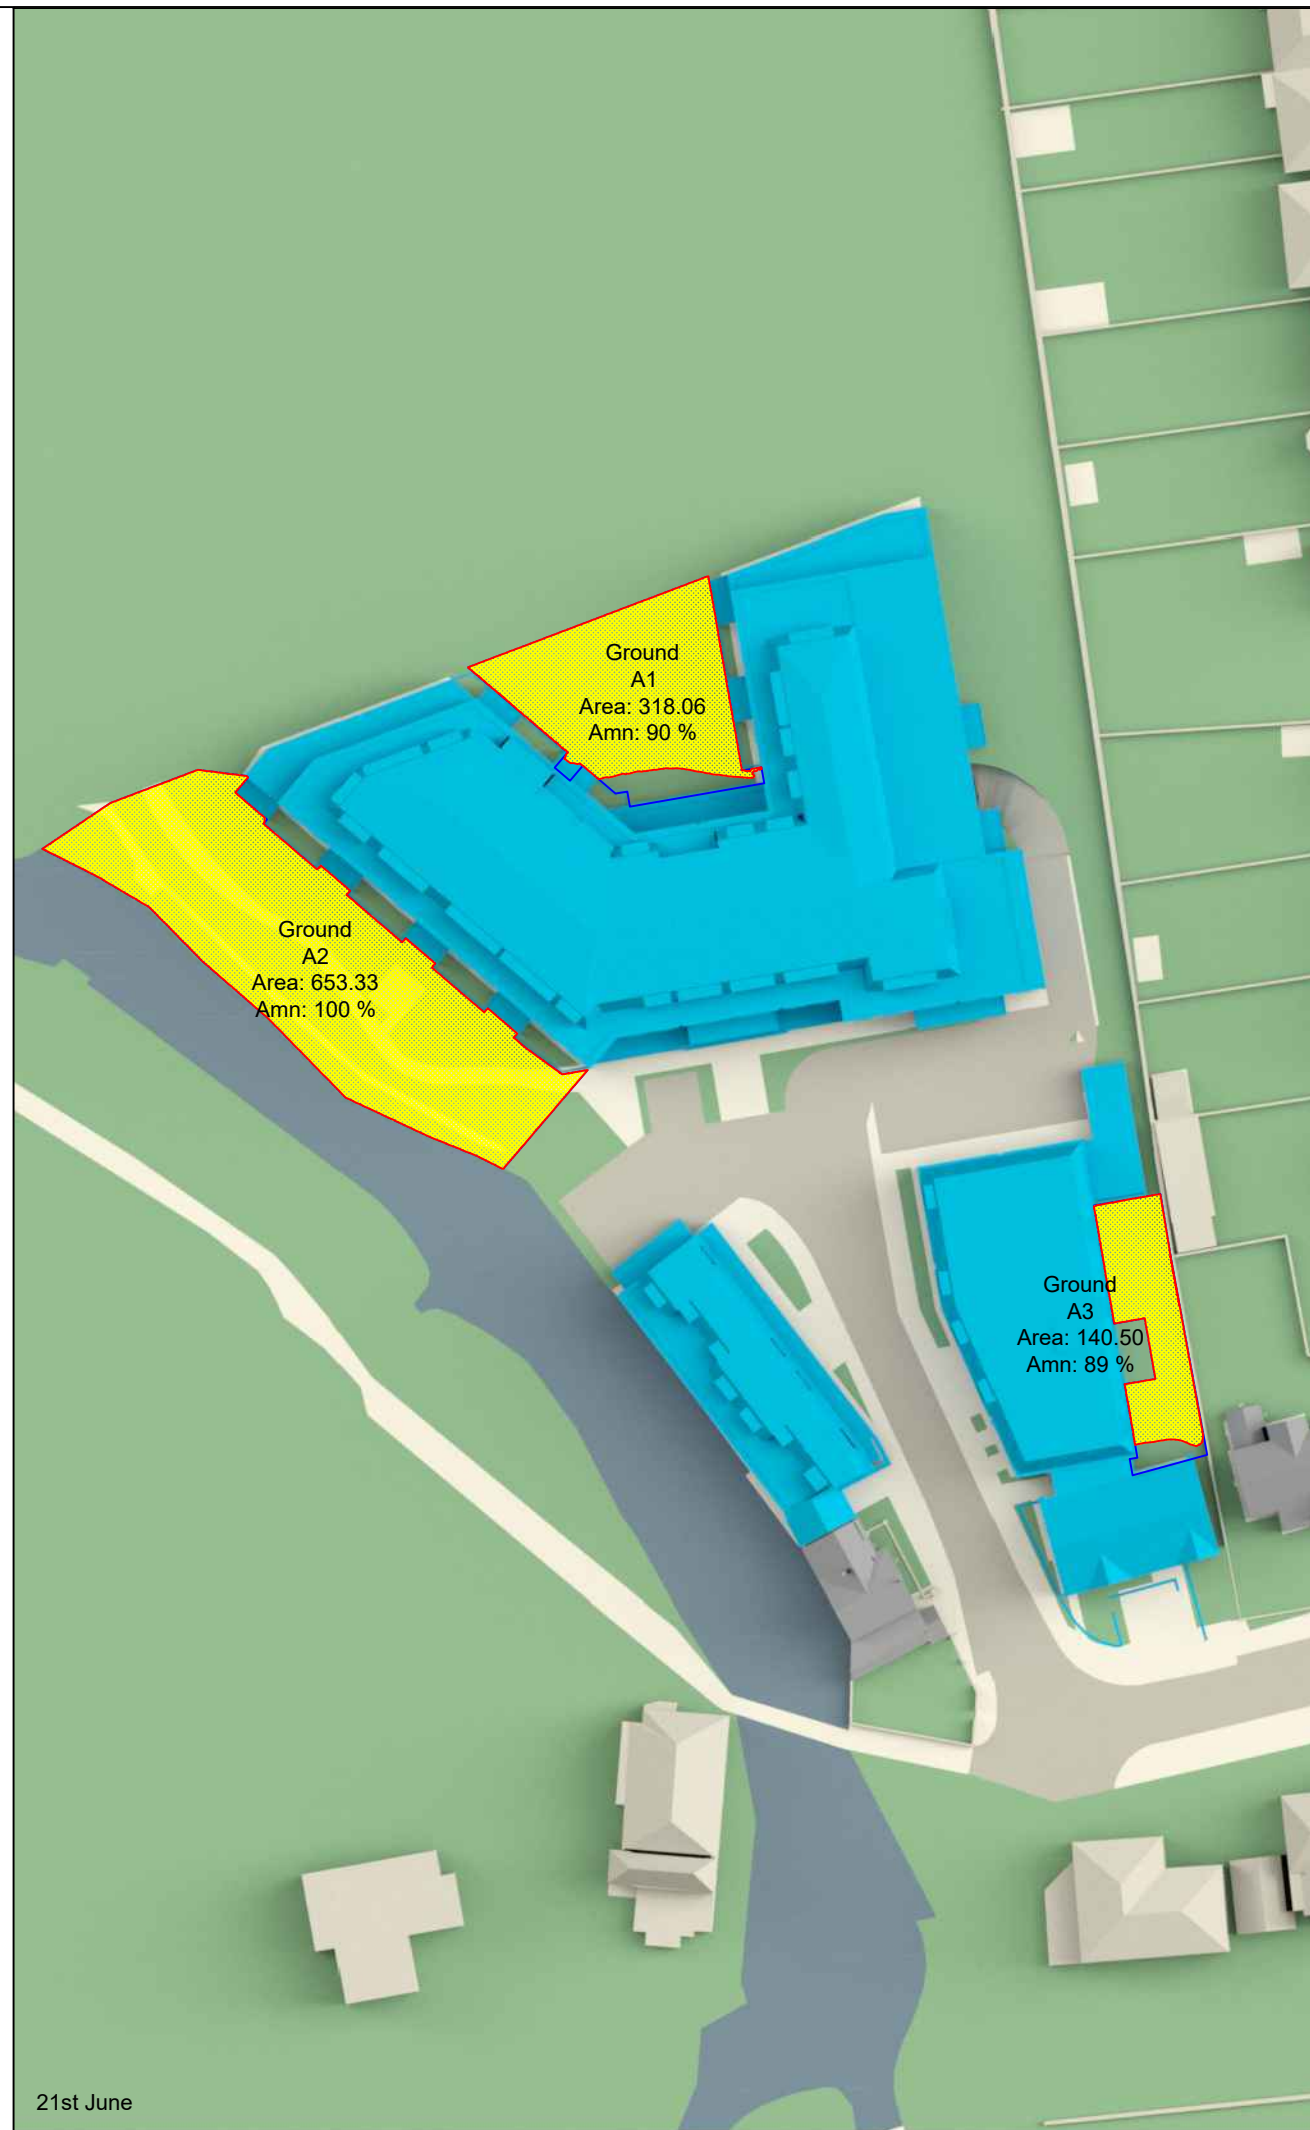 Ground
A1
Area: 318.06
Amn: 90 %
Ground
A2
Area: 653.33
Amn: 100 %
Ground
A3
Area: 140.50
Amn: 89 %
21st June